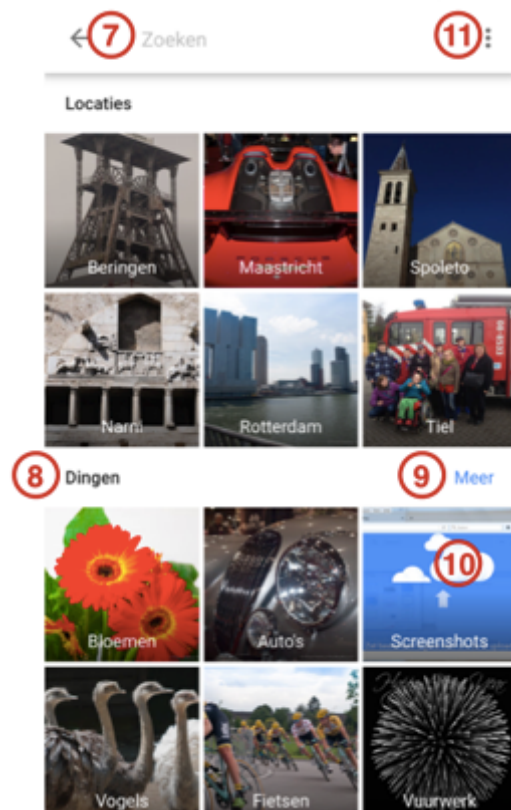 7 Zoeken 11
Locaties
Beringen Maastricht Spoleto
Narni Rotterdam Tiel
8 Dingen 9 Meer
10
Bloemen Auto's Screenshots
Vogels Fietsen Vuurwerk